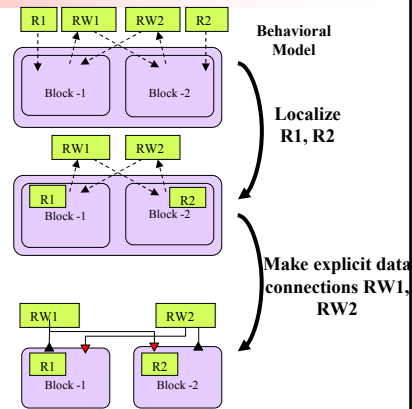 R1 RW1 RW2 R2
Behavioral
Model
Block -1 Block -2
Localize
R1, R2
RW1 RW2
R1 R2
Block -1 Block -2
Make explicit data
connections RW1,
RW2
RW1 RW2
R1 R2
Block -1 Block -2